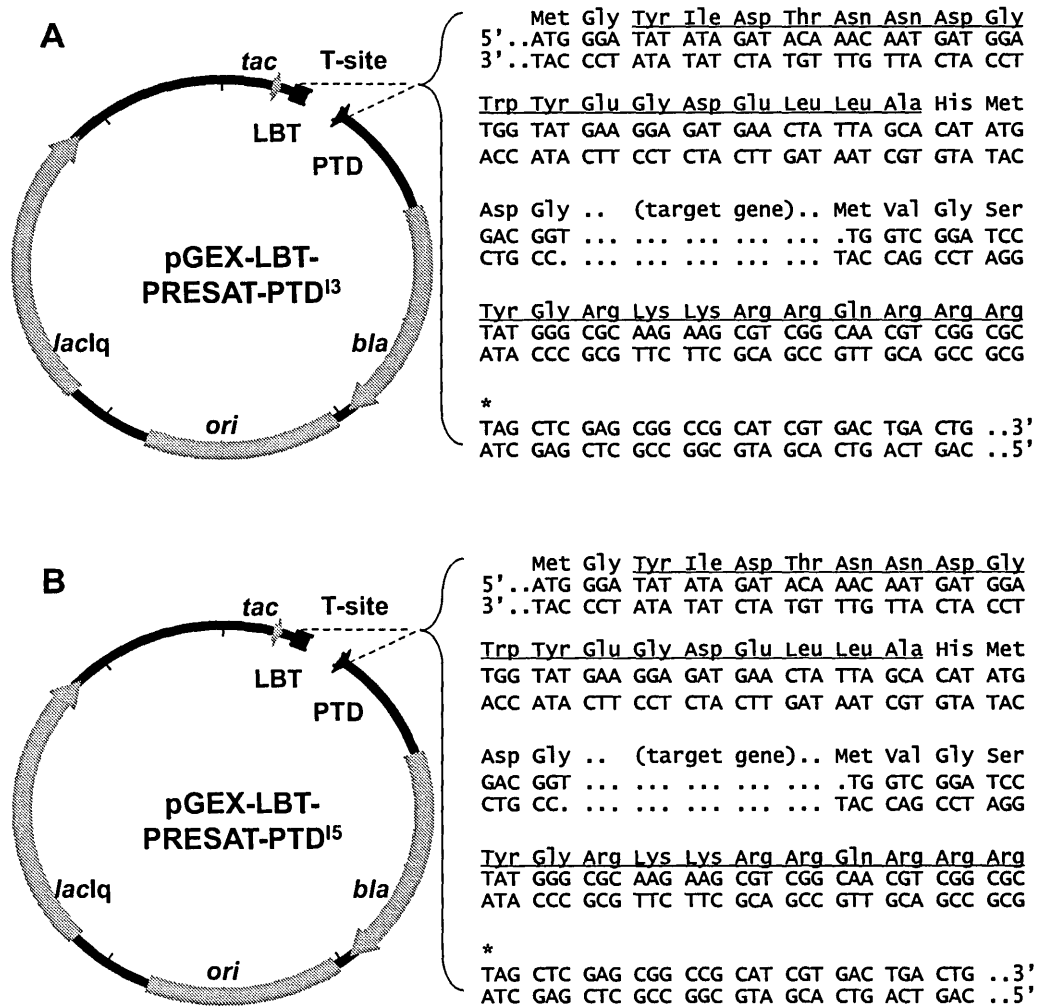 A
tac
T-site
LBT
PTD
pGEX-LBT-
PRESAT-PTDI3
lacIq
bla
ori
Met Gly Tyr Ile Asp Thr Asn Asn Asp Gly
5'..ATG GGA TAT ATA GAT ACA AAC AAT GAT GGA
3'..TAC CCT ATA TAT CTA TGT TTG TTA CTA CCT
Trp Tyr Glu Gly Asp Glu Leu Leu Ala His Met
TGG TAT GAA GGA GAT GAA CTA TTA GCA CAT ATG
ACC ATA CTT CCT CTA CTT GAT AAT CGT GTA TAC
Asp Gly .. (target gene).. Met Val Gly Ser
GAC GGT ... ... ... ... ... .TG GTC GGA TCC
CTG CC. ... ... ... ... ... TAC CAG CCT AGG
Tyr Gly Arg Lys Lys Arg Arg Gln Arg Arg Arg
TAT GGG CGC AAG AAG CGT CGG CAA CGT CGG CGC
ATA CCC GCG TTC TTC GCA GCC GTT GCA GCC GCG
*
TAG CTC GAG CGG CCG CAT CGT GAC TGA CTG ..3'
ATC GAG CTC GCC GGC GTA GCA CTG ACT GAC ..5'
B
tac
T-site
LBT
PTD
pGEX-LBT-
PRESAT-PTDI5
lacIq
bla
ori
Met Gly Tyr Ile Asp Thr Asn Asn Asp Gly
5'..ATG GGA TAT ATA GAT ACA AAC AAT GAT GGA
3'..TAC CCT ATA TAT CTA TGT TTG TTA CTA CCT
Trp Tyr Glu Gly Asp Glu Leu Leu Ala His Met
TGG TAT GAA GGA GAT GAA CTA TTA GCA CAT ATG
ACC ATA CTT CCT CTA CTT GAT AAT CGT GTA TAC
Asp Gly .. (target gene).. Met Val Gly Ser
GAC GGT ... ... ... ... ... .TG GTC GGA TCC
CTG CC. ... ... ... ... ... TAC CAG CCT AGG
Tyr Gly Arg Lys Lys Arg Arg Gln Arg Arg Arg
TAT GGG CGC AAG AAG CGT CGG CAA CGT CGG CGC
ATA CCC GCG TTC TTC GCA GCC GTT GCA GCC GCG
*
TAG CTC GAG CGG CCG CAT CGT GAC TGA CTG ..3'
ATC GAG CTC GCC GGC GTA GCA CTG ACT GAC ..5'